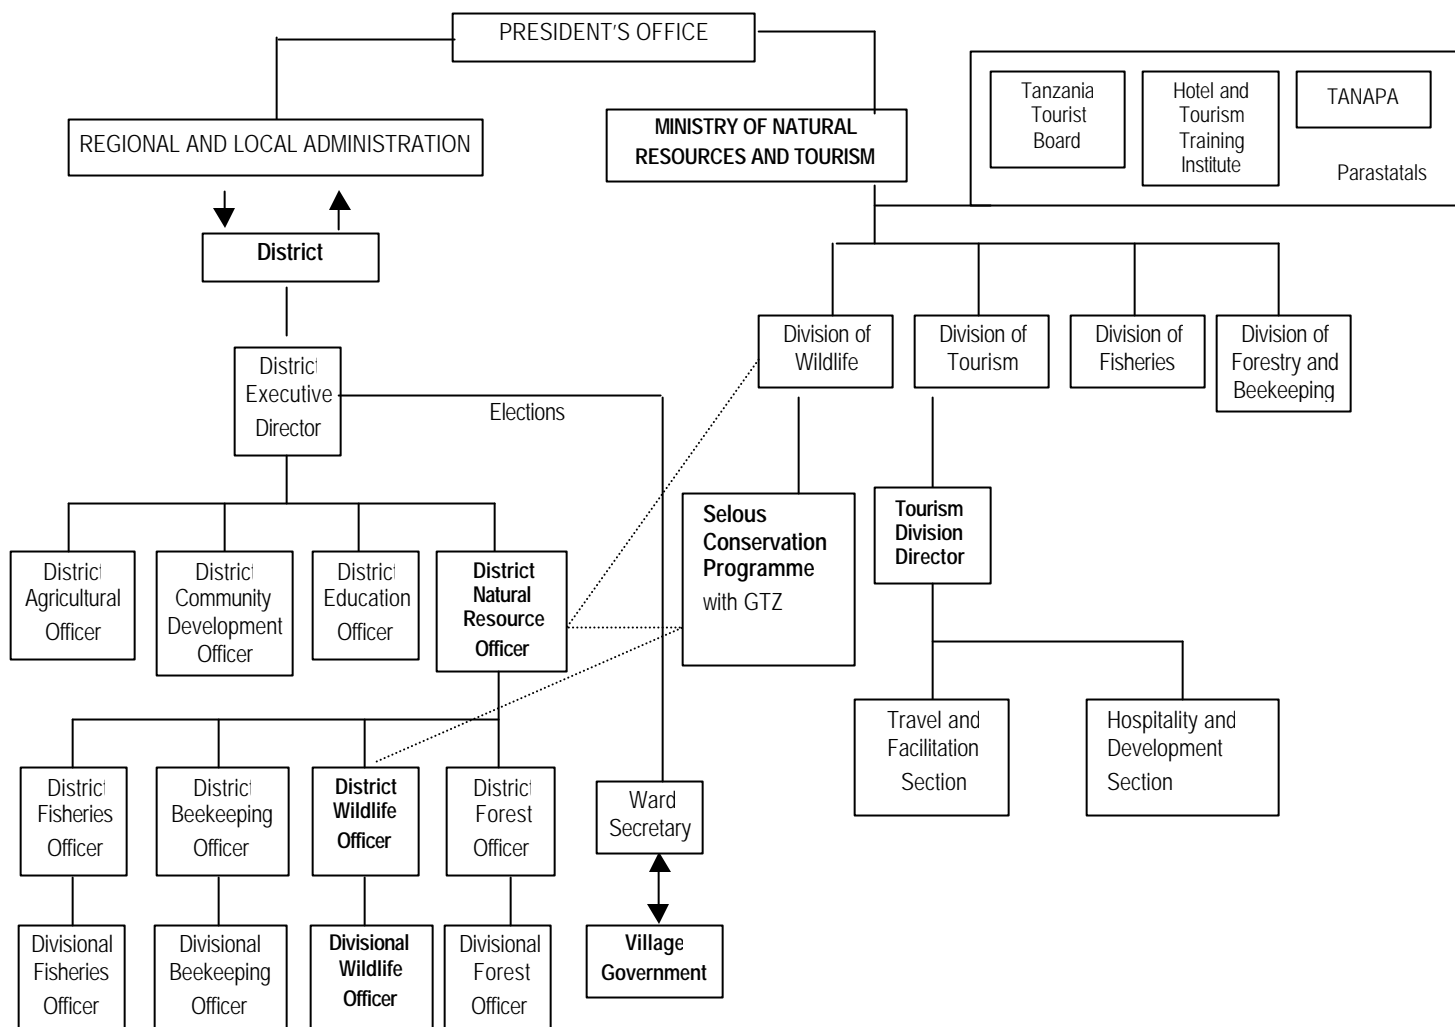 PRESIDENT'S OFFICE
Tanzania
Tourist
Board
Hotel and
Tourism
Training
Institute
TANAPA
Parastatals
REGIONAL AND LOCAL ADMINISTRATION
MINISTRY OF NATURAL
RESOURCES AND TOURISM
District
Division of
Wildlife
Division of
Tourism
Division of
Fisheries
Division of
Forestry and
Beekeeping
District
Executive
Director
Elections
Selous
Conservation
Programme
with GTZ
Tourism
Division
Director
District
Agricultural
Officer
District
Community
Development
Officer
District
Education
Officer
District
Natural
Resource
Officer
Travel and
Facilitation
Section
Hospitality and
Development
Section
District
Fisheries
Officer
District
Beekeeping
Officer
District
Wildlife
Officer
District
Forest
Officer
Ward
Secretary
Divisional
Fisheries
Officer
Divisional
Beekeeping
Officer
Divisional
Wildlife
Officer
Divisional
Forest
Officer
Village
Government